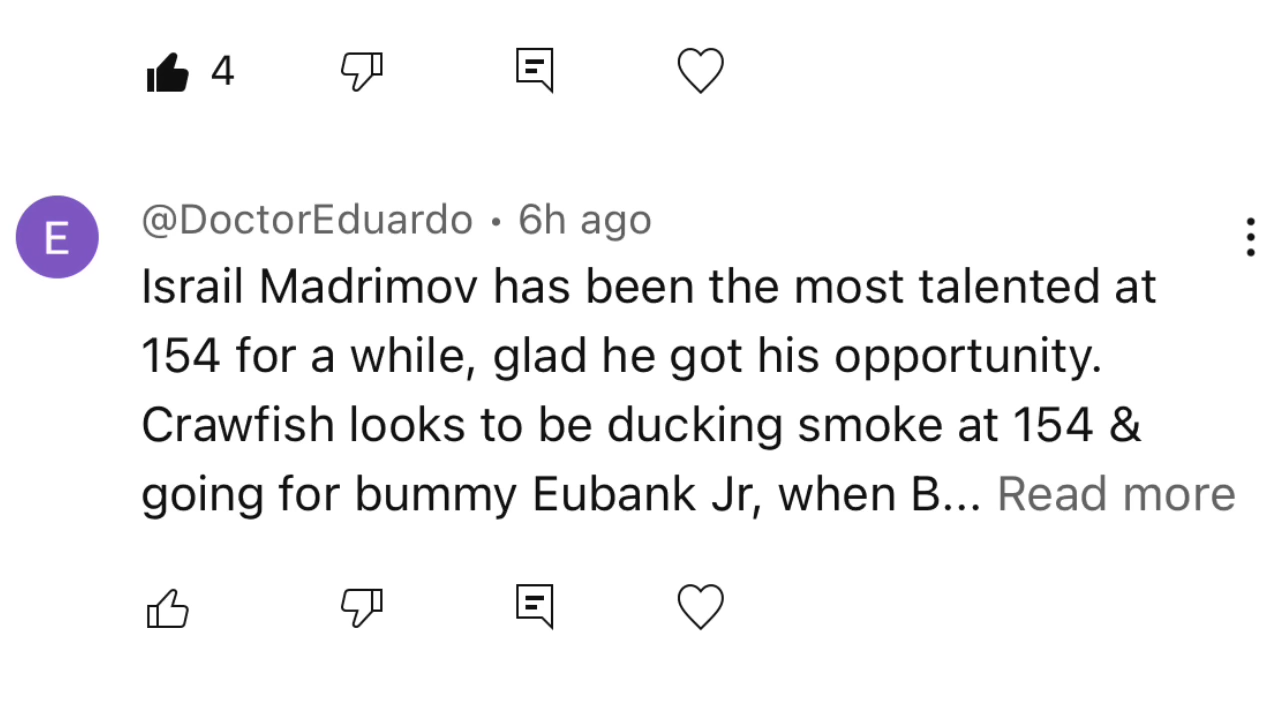 4
E
@DoctorEduardo • 6h ago
Israil Madrimov has been the most talented at
154 for a while, glad he got his opportunity.
Crawfish looks to be ducking smoke at 154 &
going for bummy Eubank Jr, when B... Read more